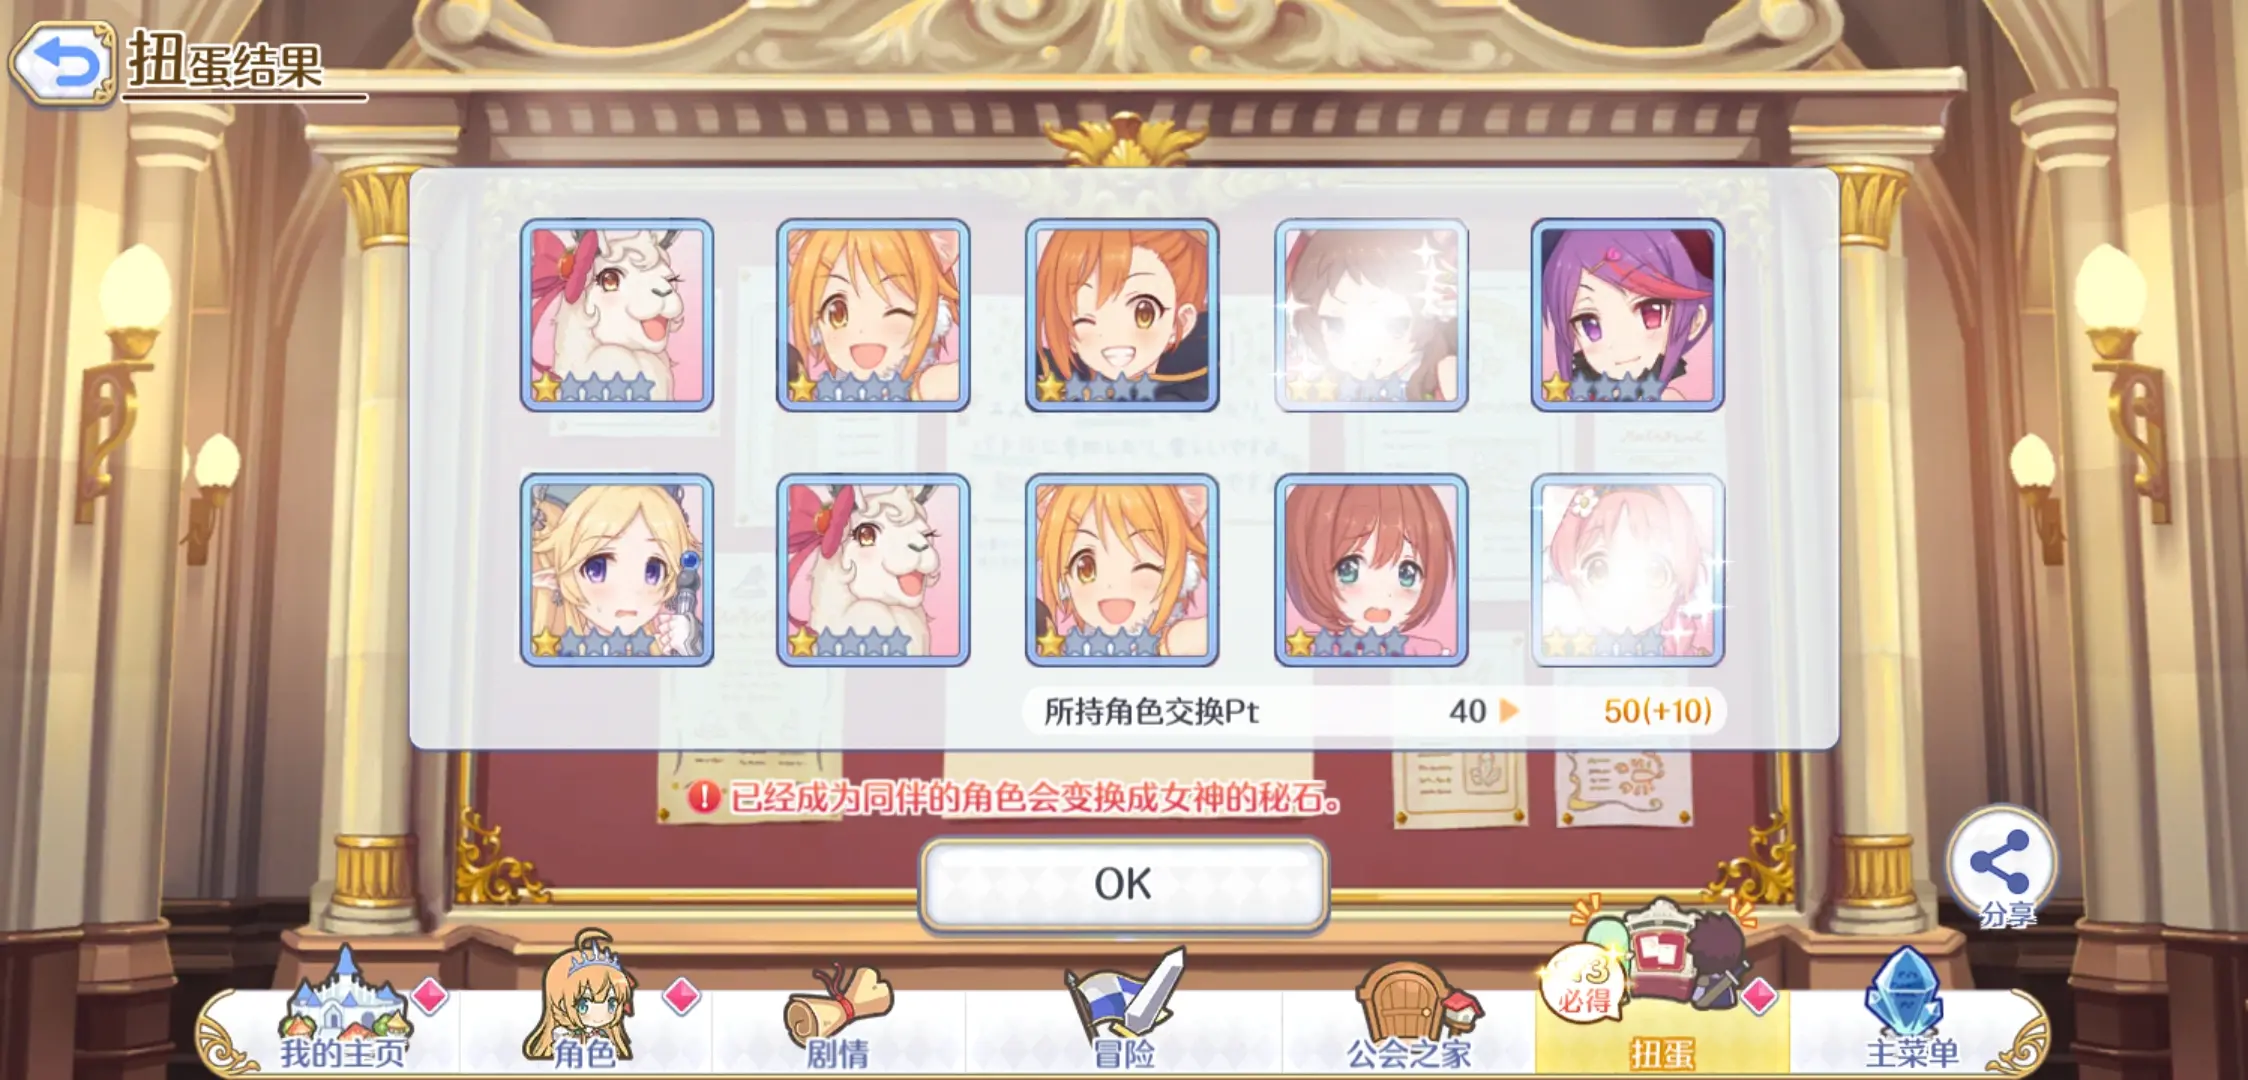 扭蛋结果
所持角色交换Pt 40 50(+10)
已经成为同伴的角色会变换成女神的秘石。
OK
分享
必得
我的主页
角色
剧情
冒险
公会之家
扭蛋
主菜单